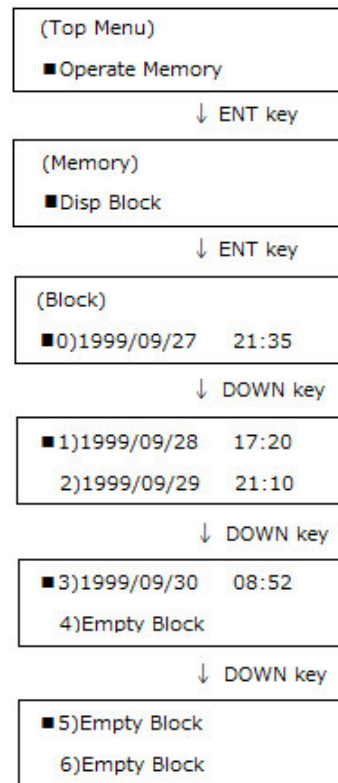 (Top Menu)
■Operate Memory
↓ ENT key
(Memory)
■Disp Block
↓ ENT key
(Block)
■0)1999/09/27 21:35
↓ DOWN key
■1)1999/09/28 17:20
2)1999/09/29 21:10
↓ DOWN key
■3)1999/09/30 08:52
4)Empty Block
↓ DOWN key
■5)Empty Block
6)Empty Block